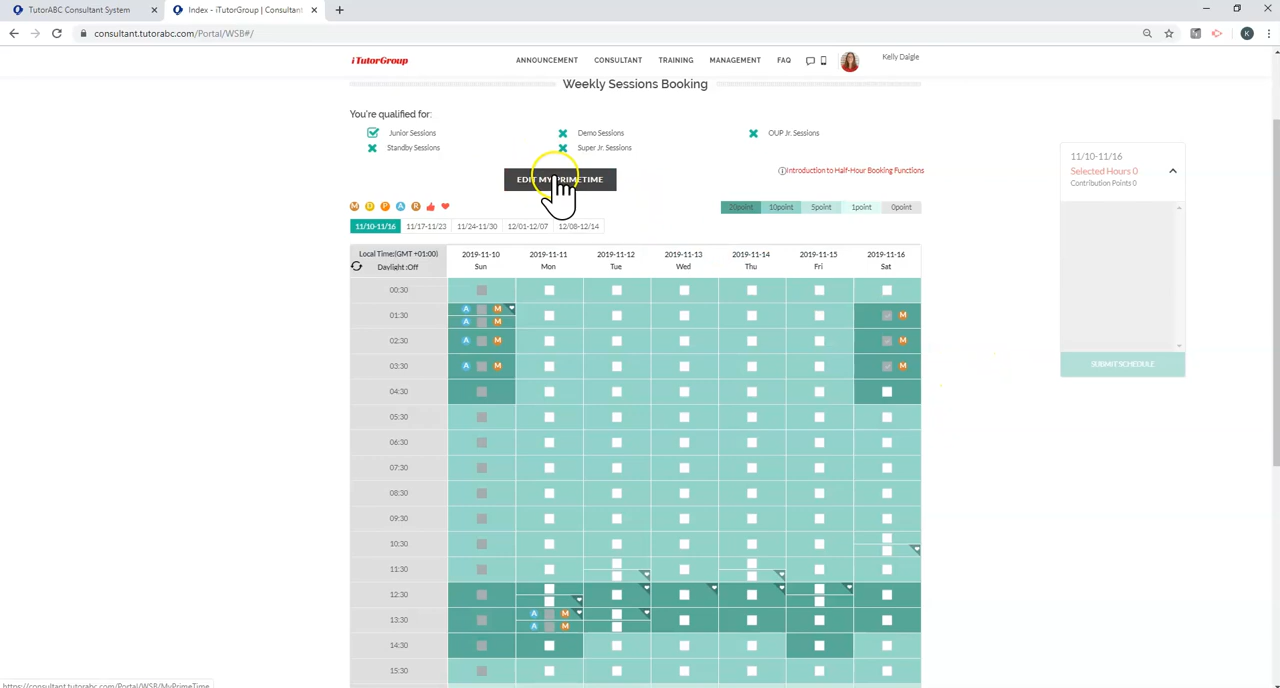 TutorABC Consultant System
Index - iTutorGroup | Consultant
consultant.tutorabc.com/Portal/WSB#/
K
iTutorGroup
ANNOUNCEMENT CONSULTANT TRAINING MANAGEMENT FAQ
Kelly Daigle
Weekly Sessions Booking
You're qualified for:
Junior Sessions Demo Sessions OUP Jr. Sessions
Standby Sessions Super Jr. Sessions
EDIT MY PRIMETIME
Introduction to Half-Hour Booking Functions
M D P A R
20point 10point 5point 1point 0point
11/10-11/16 11/17-11/23 11/24-11/30 12/01-12/07 12/08-12/14
Local Time:(GMT +01:00) 2019-11-10 2019-11-11 2019-11-12 2019-11-13 2019-11-14 2019-11-15 2019-11-16
Daylight :Off Sun Mon Tue Wed Thu Fri Sat
00:30
A M
01:30 M
A M
02:30 A M M
03:30 A M M
04:30
05:30
06:30
07:30
08:30
09:30
10:30
11:30
12:30
A M
13:30
A M
14:30
15:30
11/10-11/16
Selected Hours 0
Contribution Points 0
SUBMIT SCHEDULE
https://consultant.tutorabc.com/Portal/WSB/MyPrimeTime